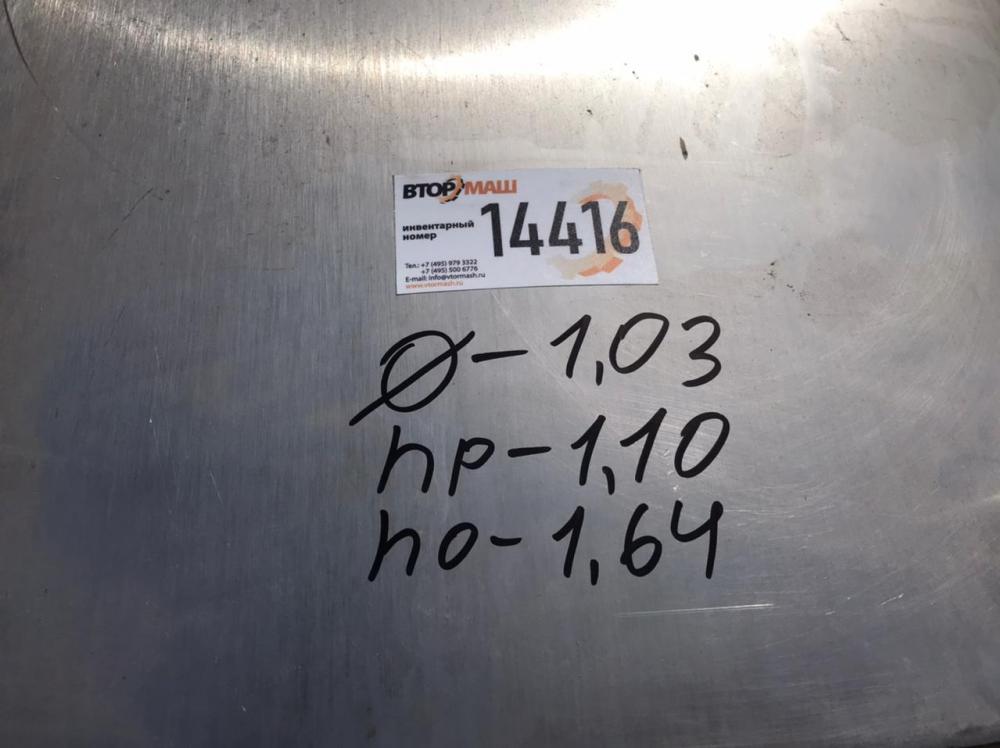 ВТОРМАШ
инвентарный
номер
14416
Тел.: +7 (495) 979 3322
+7 (495) 500 6776
E-mail: info@vtormash.ru
www.vtormash.ru
Ø-1,03
hр-1,10
hо-1,64